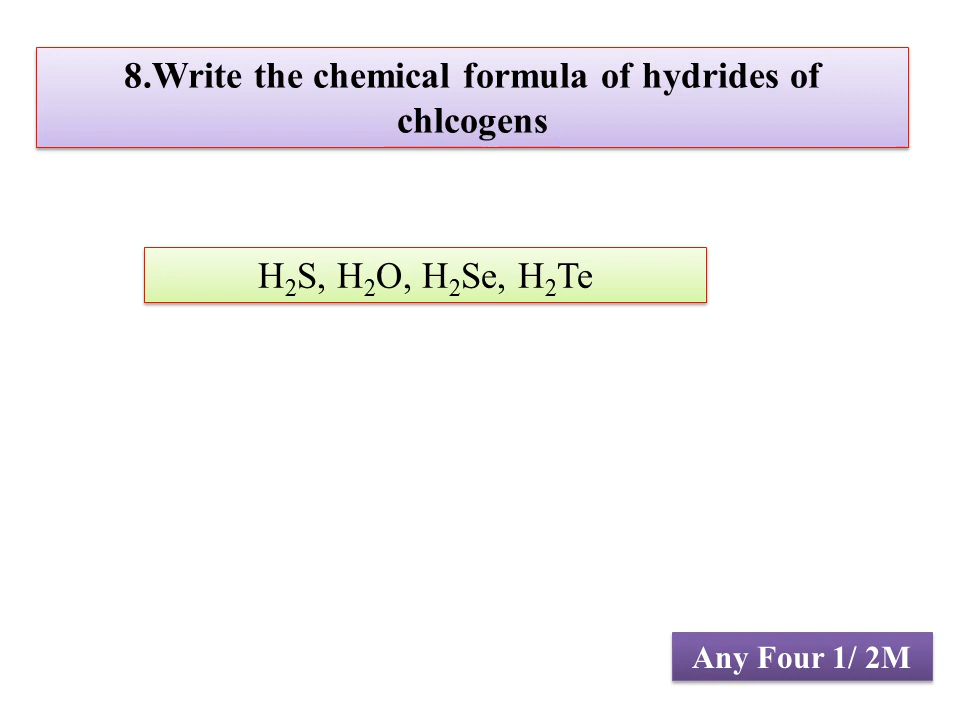 8.Write the chemical formula of hydrides of
chlcogens
H₂S, H₂O, H₂Se, H₂Te
Any Four 1/ 2M